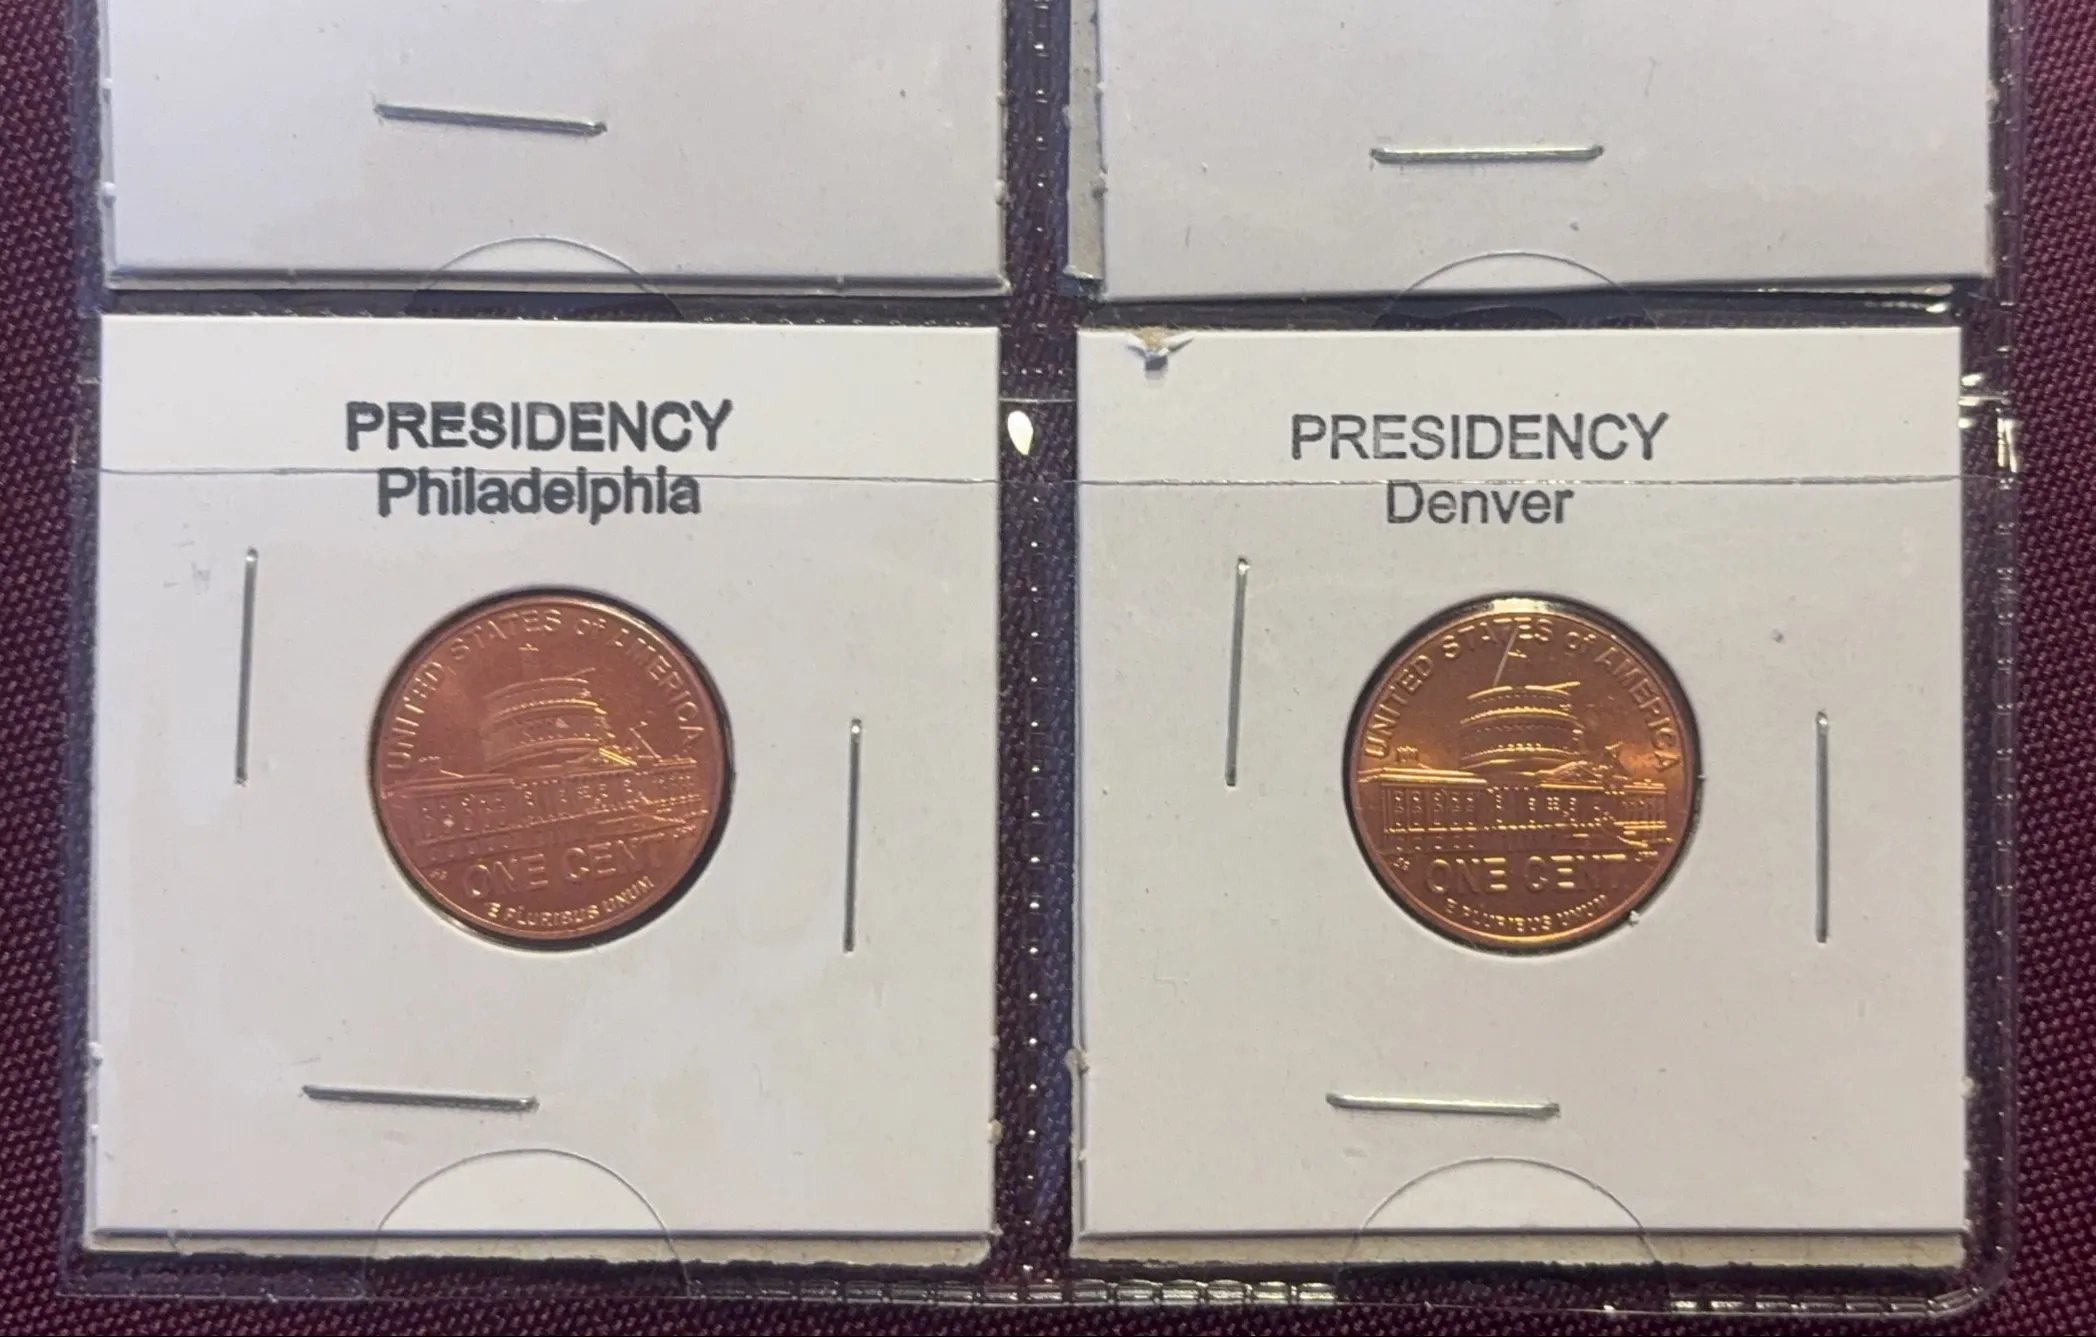 PRESIDENCY
Philadelphia
UNITED STATES of AMERICA
ONE CENT
E PLURIBUS UNUM
PRESIDENCY
Denver
UNITED STATES of AMERICA
ONE CENT
E PLURIBUS UNUM